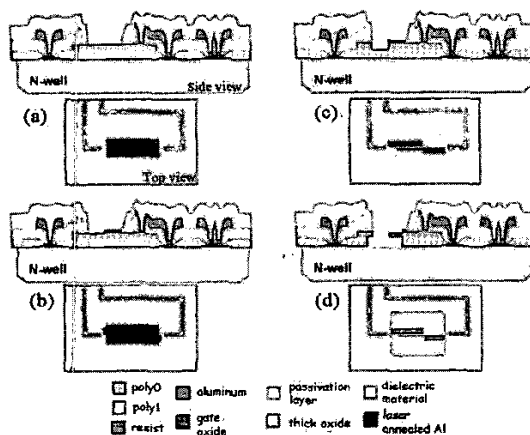 N-well
Side view
(a)
Top view
N-well
(c)
N-well
(b)
N-well
(d)
poly0
aluminum
passivation layer
dielectric material
poly1
resist
gate oxide
thick oxide
laser annealed Al